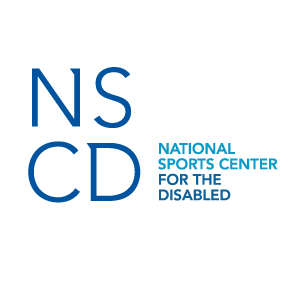 NS
CD
NATIONAL
SPORTS CENTER
FOR THE
DISABLED